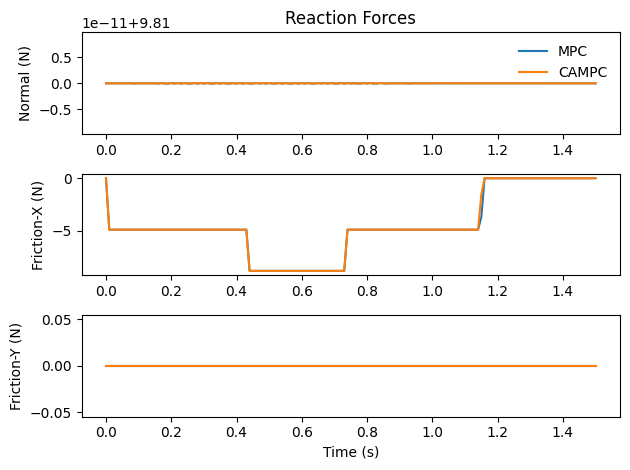 Reaction Forces
1e−11+9.81
Normal (N)
0.5
0.0
−0.5
MPC
CAMPC
0.0 0.2 0.4 0.6 0.8 1.0 1.2 1.4
Friction-X (N)
0
−5
0.0 0.2 0.4 0.6 0.8 1.0 1.2 1.4
Friction-Y (N)
0.05
0.00
−0.05
0.0 0.2 0.4 0.6 0.8 1.0 1.2 1.4
Time (s)